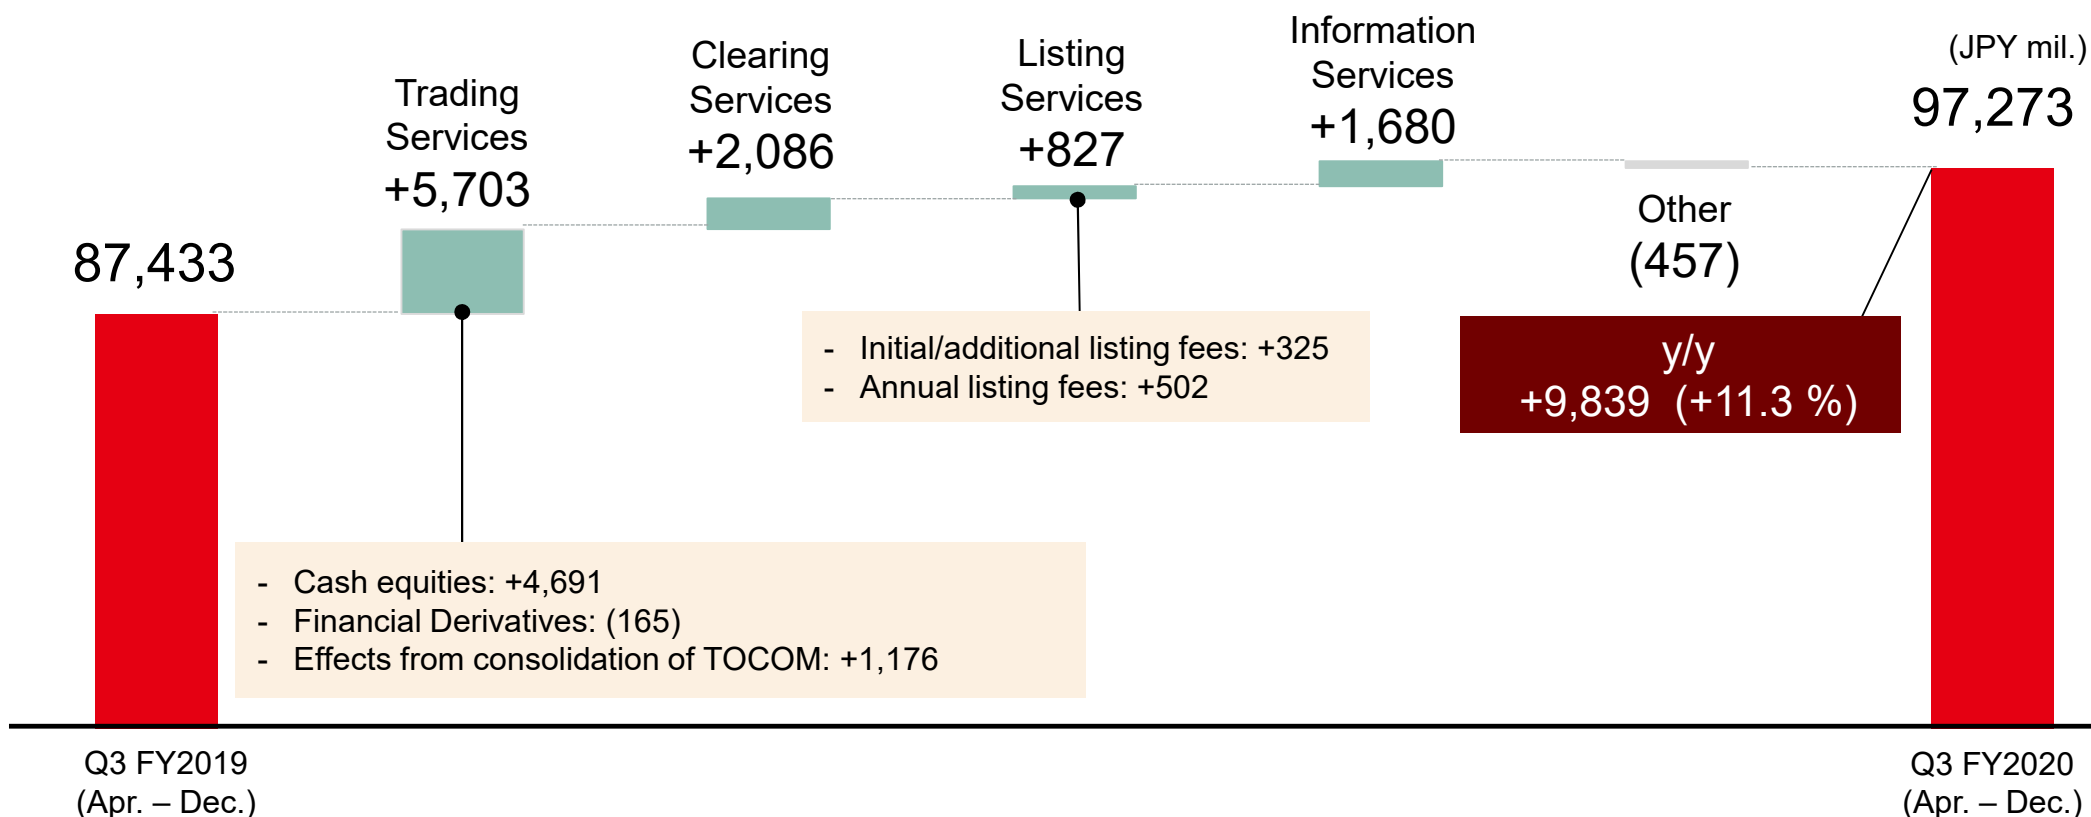 (JPY mil.)
87,433
Trading
Services
+5,703
Clearing
Services
+2,086
Listing
Services
+827
Information
Services
+1,680
Other
(457)
97,273
- Cash equities: +4,691
- Financial Derivatives: (165)
- Effects from consolidation of TOCOM: +1,176
- Initial/additional listing fees: +325
- Annual listing fees: +502
y/y
+9,839 (+11.3 %)
Q3 FY2019
(Apr. – Dec.)
Q3 FY2020
(Apr. – Dec.)